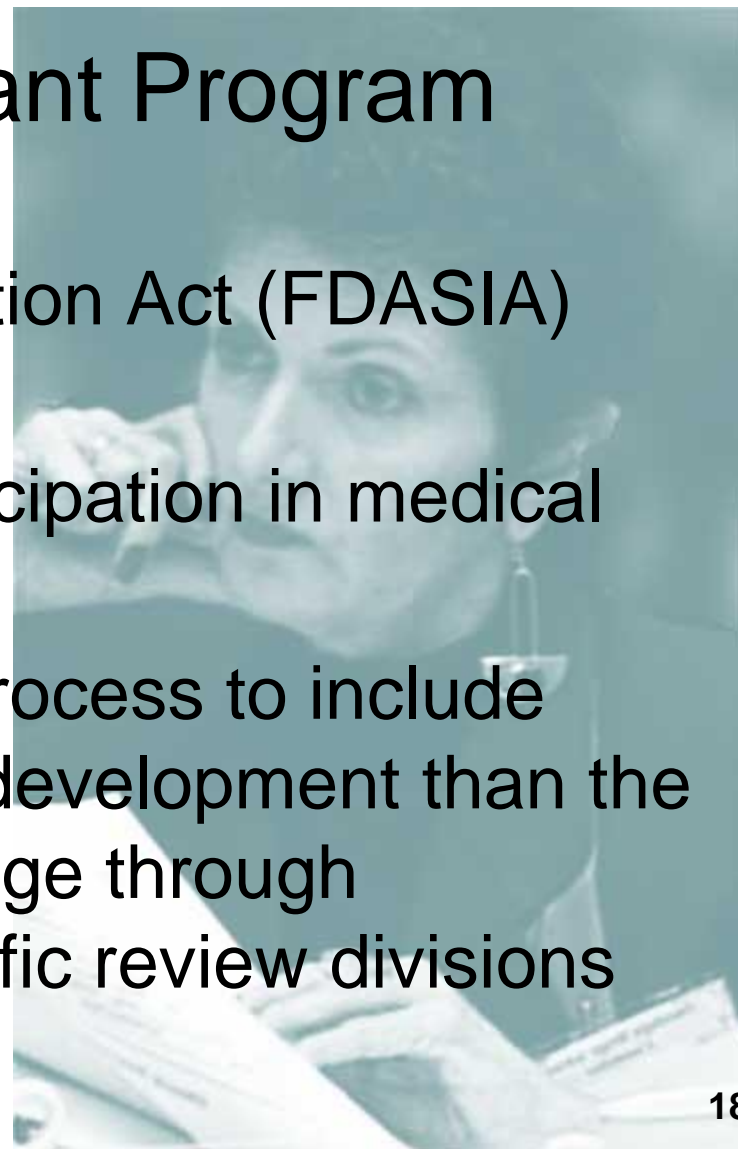 ant Program
tion Act (FDASIA)
cipation in medical
rocess to include
development than the
ge through
fic review divisions
18